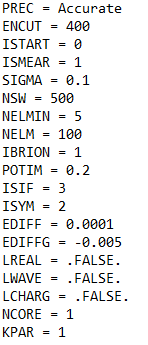 PREC = Accurate
ENCUT = 400
ISTART = 0
ISMEAR = 1
SIGMA = 0.1
NSW = 500
NELMIN = 5
NELM = 100
IBRION = 1
POTIM = 0.2
ISIF = 3
ISYM = 2
EDIFF = 0.0001
EDIFFG = -0.005
LREAL = .FALSE.
LWAVE = .FALSE.
LCHARG = .FALSE.
NCORE = 1
KPAR = 1